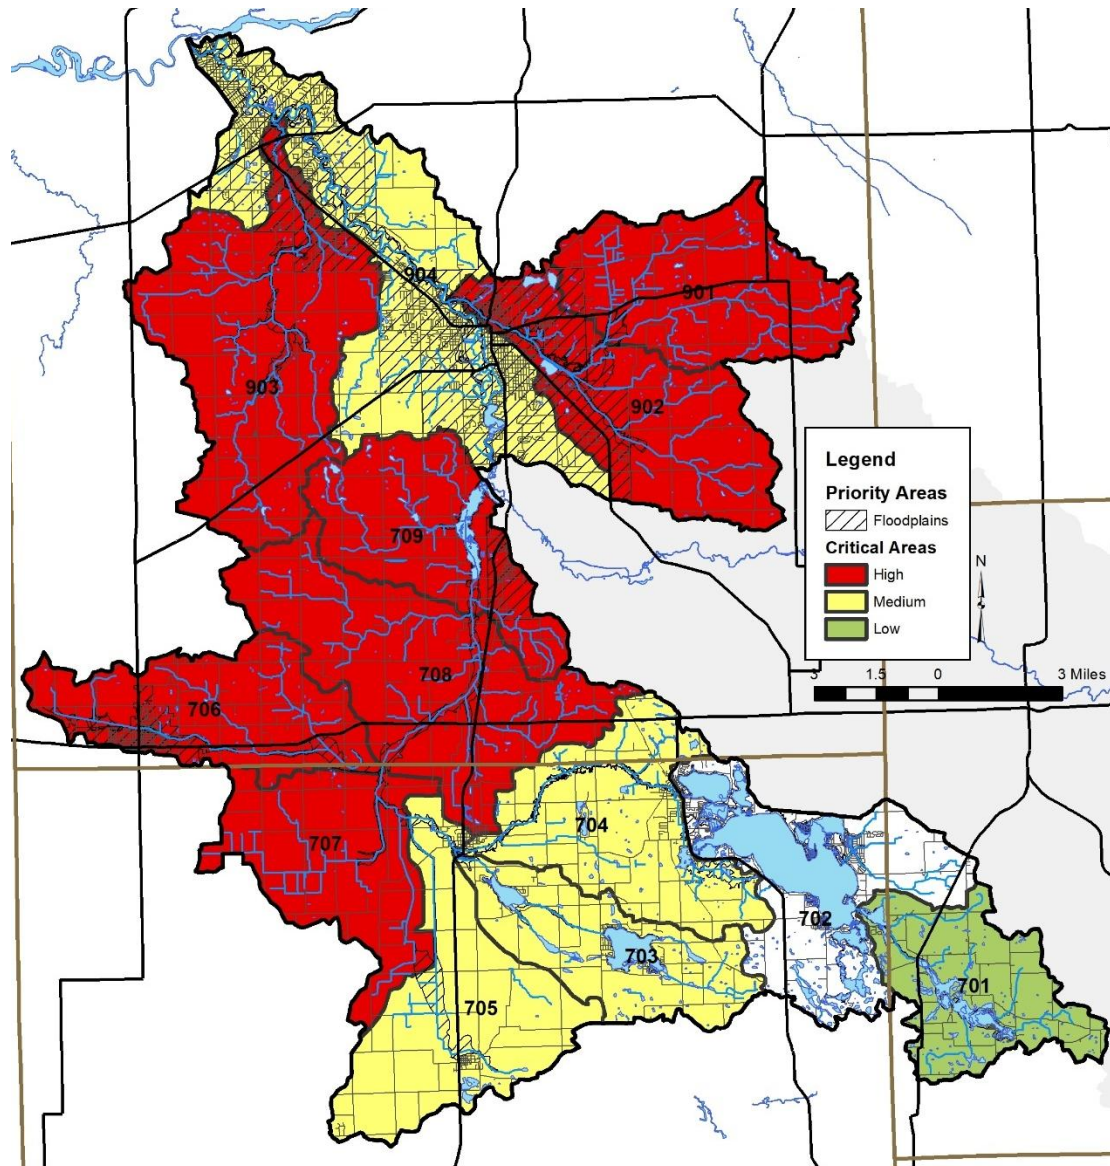 904
901
903
902
Legend
Priority Areas
Floodplains
Critical Areas
High
Medium
Low
709
N
708
706
3 1.5 0 3 Miles
707
704
702
703
701
705